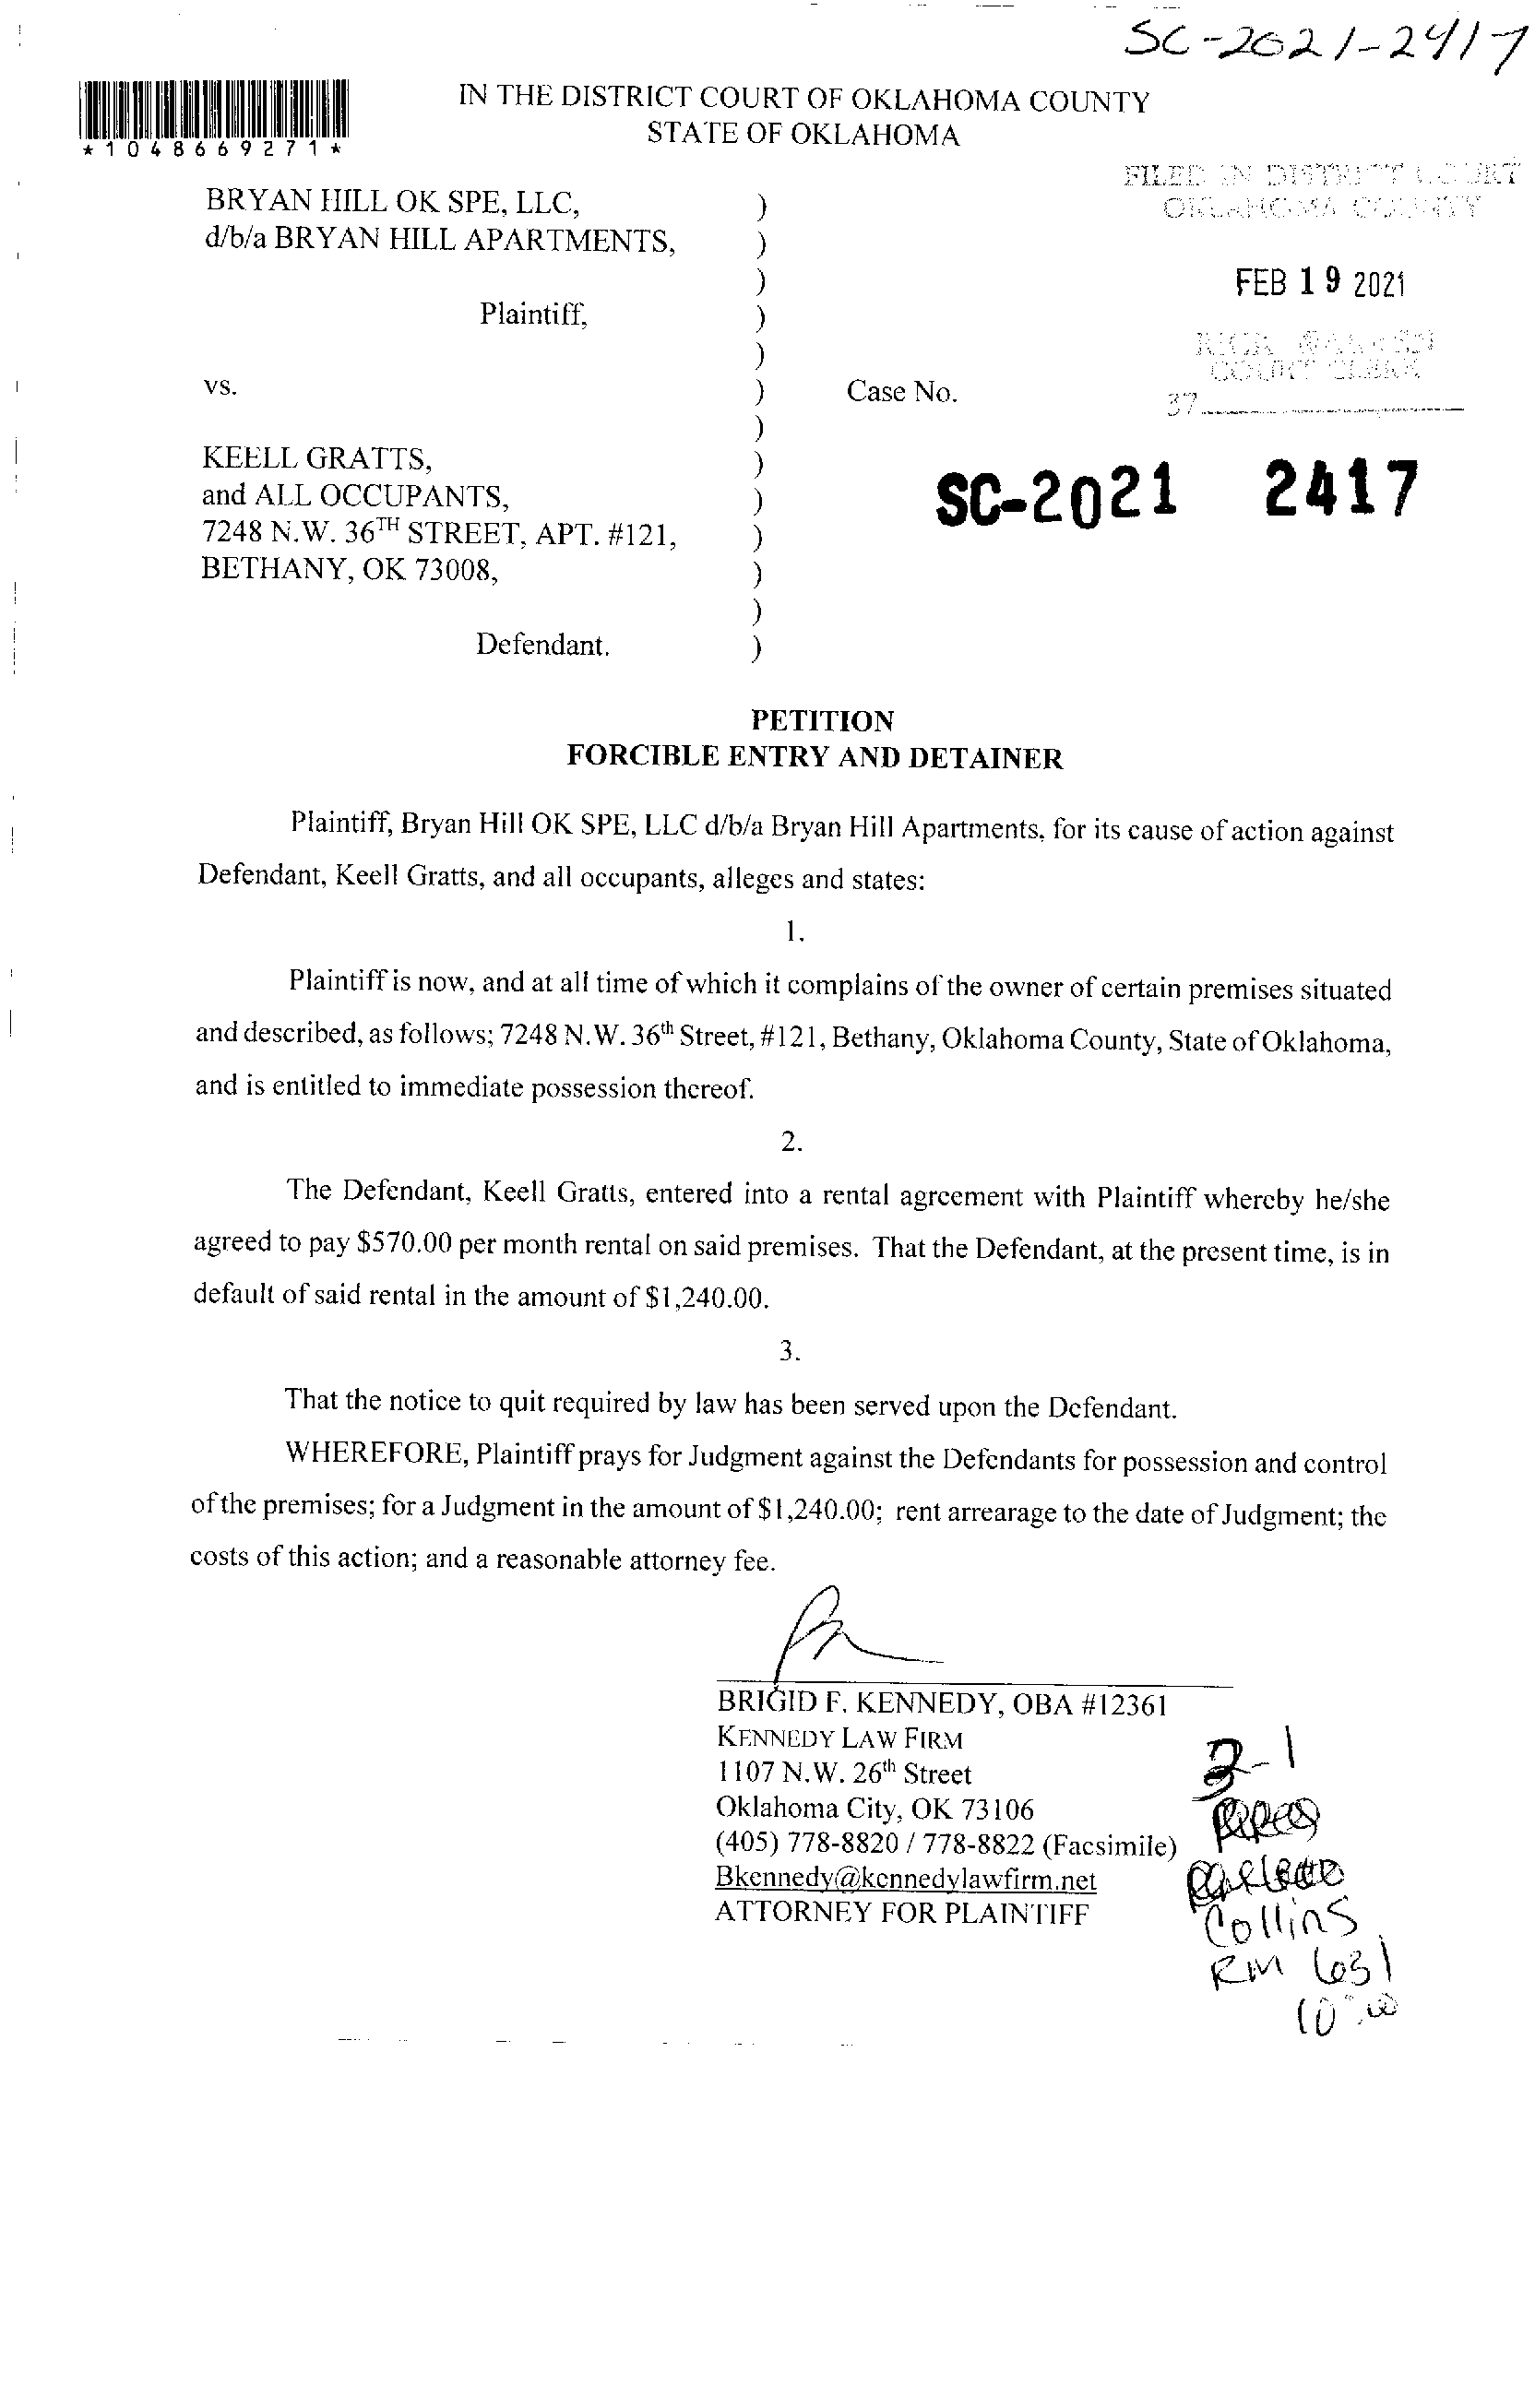 SC-2021-2417
IN THE DISTRICT COURT OF OKLAHOMA COUNTY
STATE OF OKLAHOMA
*1048669271*
FILED IN DISTRICT COURT
OKLAHOMA COUNTY
BRYAN HILL OK SPE, LLC, )
d/b/a BRYAN HILL APARTMENTS, )
)
FEB 19 2021
Plaintiff, )
)
RICK WARREN
COURT CLERK
vs. ) Case No.
37
)
KEELL GRATTS, )
and ALL OCCUPANTS, ) SC-2021 2417
7248 N.W. 36TH STREET, APT. #121, )
BETHANY, OK 73008, )
)
Defendant. )
PETITION
FORCIBLE ENTRY AND DETAINER
Plaintiff, Bryan Hill OK SPE, LLC d/b/a Bryan Hill Apartments, for its cause of action against
Defendant, Keell Gratts, and all occupants, alleges and states:
1.
Plaintiff is now, and at all time of which it complains of the owner of certain premises situated
and described, as follows; 7248 N.W. 36th Street, #121, Bethany, Oklahoma County, State of Oklahoma,
and is entitled to immediate possession thereof.
2.
The Defendant, Keell Gratts, entered into a rental agreement with Plaintiff whereby he/she
agreed to pay $570.00 per month rental on said premises. That the Defendant, at the present time, is in
default of said rental in the amount of $1,240.00.
3.
That the notice to quit required by law has been served upon the Defendant.
WHEREFORE, Plaintiff prays for Judgment against the Defendants for possession and control
of the premises; for a Judgment in the amount of $1,240.00; rent arrearage to the date of Judgment; the
costs of this action; and a reasonable attorney fee.
BRIGID F. KENNEDY, OBA #12361
KENNEDY LAW FIRM
1107 N.W. 26th Street
Oklahoma City, OK 73106
(405) 778-8820 / 778-8822 (Facsimile)
Bkennedy@kennedylawfirm.net
ATTORNEY FOR PLAINTIFF
3-1
Collins
RM 631
10:00